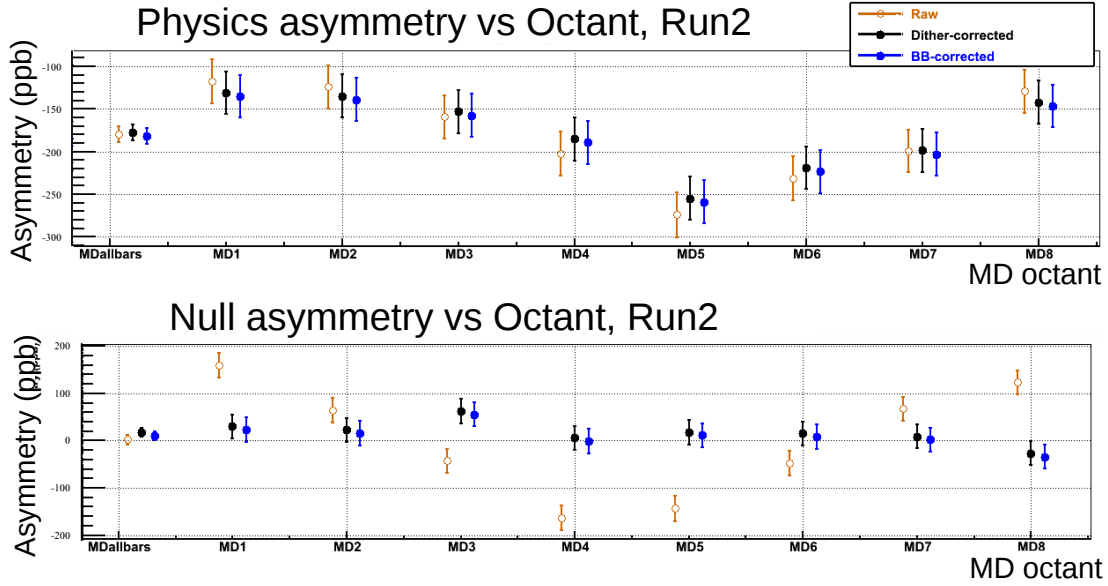 Physics asymmetry vs Octant, Run2
Raw
Dither-corrected
BB-corrected
Asymmetry (ppb)
-100
-150
-200
-250
-300
MDallbars MD1 MD2 MD3 MD4 MD5 MD6 MD7 MD8
MD octant
Null asymmetry vs Octant, Run2
Asymmetry (ppb)
200
100
0
-100
-200
MDallbars MD1 MD2 MD3 MD4 MD5 MD6 MD7 MD8
MD octant